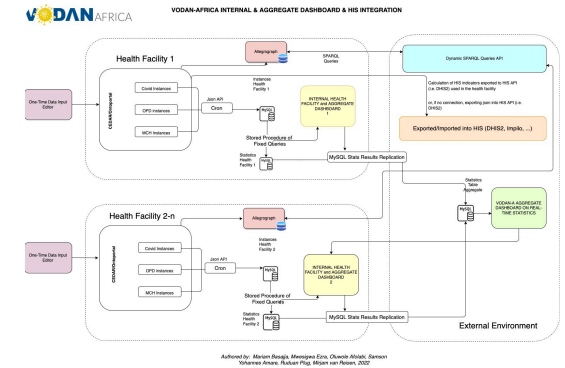 VODAN AFRICA
VODAN-AFRICA INTERNAL & AGGREGATE DASHBOARD & HIS INTEGRATION
Health Facility 1
Allegrograph
SPARQL
Queries
Dynamic SPARQL Queries API
One-Time Data Input
Editor
CEDAR/Ontoportal
Covid Instances
OPD Instances
MCH Instances
Json API
Cron
Instances
Health
Facility 1
MySQL
INTERNAL HEALTH
FACILITY and AGGREGATE
DASHBOARD
1
Calculation of HIS indicators exported to HIS API
(i.e. DHIS2) used in the health facility
or, if no connection, exporting json into HIS API (i.e.
DHIS2)
Exported/Imported into HIS (DHIS2, Impilo, ...)
Stored Procedure of
Fixed Queries
Statistics
Health
Facility 1
MySQL
MySQL Stats Results Replication
Statistics
Table
Aggregate
MySQL
VODAN-A AGGREGATE
DASHBOARD ON REAL-
TIME STATISTICS
Health Facility 2-n
Allegrograph
One-Time Data Input
Editor
CEDAR/Ontoportal
Covid Instances
OPD Instances
MCH Instances
Json API
Cron
Instances
Health
Facility 2
MySQL
INTERNAL HEALTH
FACILITY and AGGREGATE
DASHBOARD
2
Stored Procedure of
Fixed Queries
Statistics
Health
Facility 2
MySQL
MySQL Stats Results Replication
External Environment
Authored by: Mariam Basajja, Mwesigwa Ezra, Oluwole Afolabi, Samson
Yohannes Amare, Ruduan Plug, Mirjam van Reisen, 2022